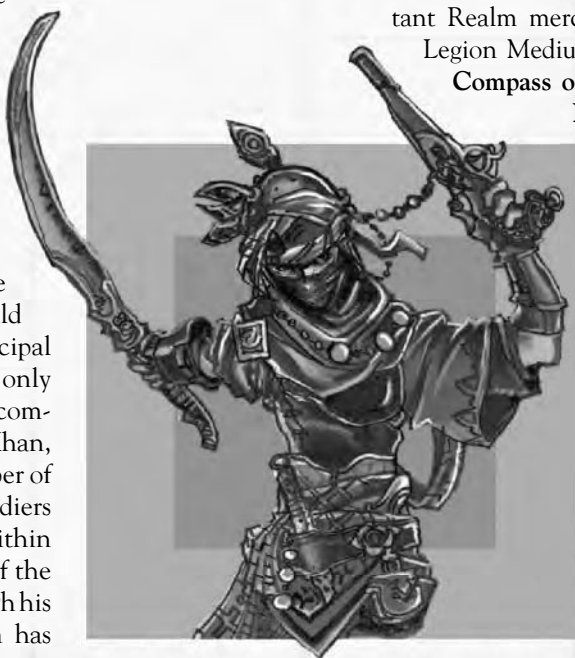 e
ld
cipal
only
com-
han,
ber of
diers
ithin
f the
h his
has
tant Realm merc
Legion Mediu
Compass o